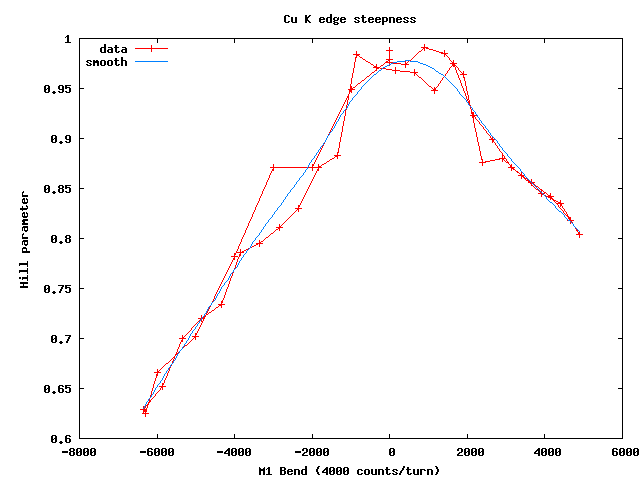 Cu K edge steepness
data
smooth
1
0.95
0.9
0.85
0.8
0.75
0.7
0.65
0.6
Hill parameter
-8000 -6000 -4000 -2000 0 2000 4000 6000
M1 Bend (4000 counts/turn)